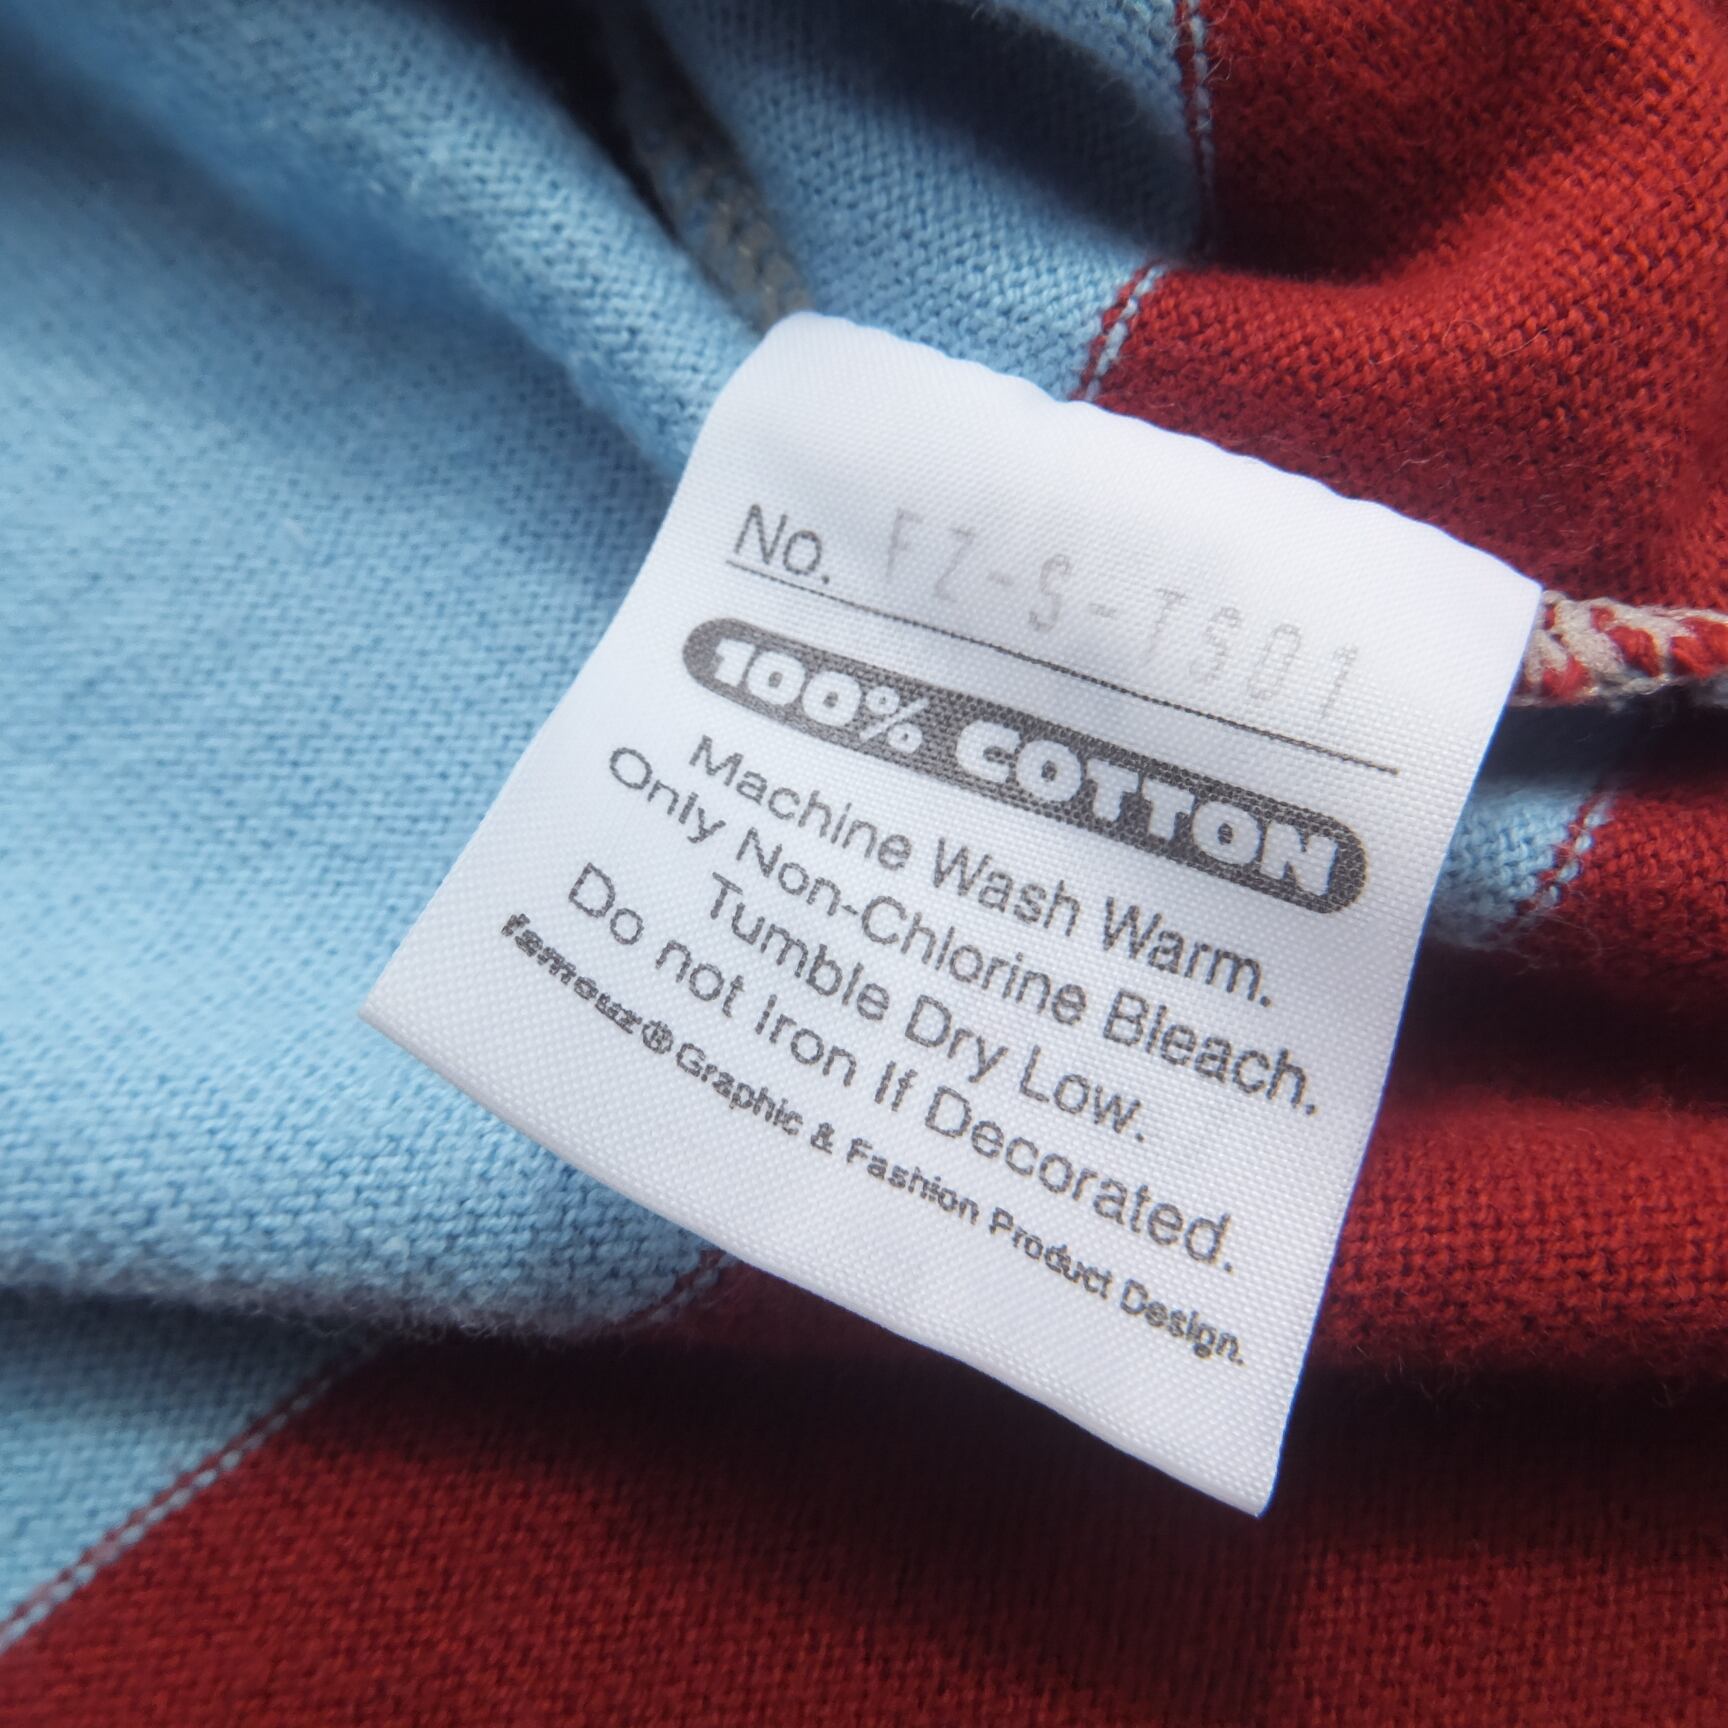 No. FZ-S-TS01
100% COTTON
Machine Wash Warm.
Only Non-Chlorine Bleach.
Tumble Dry Low.
Do not Iron If Decorated.
famouz® Graphic & Fashion Product Design.